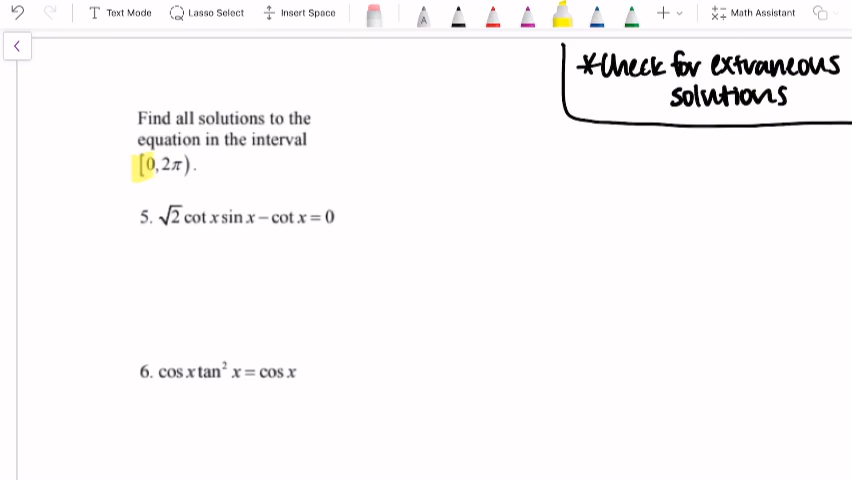 Text Mode Lasso Select Insert Space A Math Assistant
*Check for extraneous
solutions
Find all solutions to the
equation in the interval
[0,2π).
5. √2 cot x sin x − cot x = 0
6. cos x tan² x = cos x